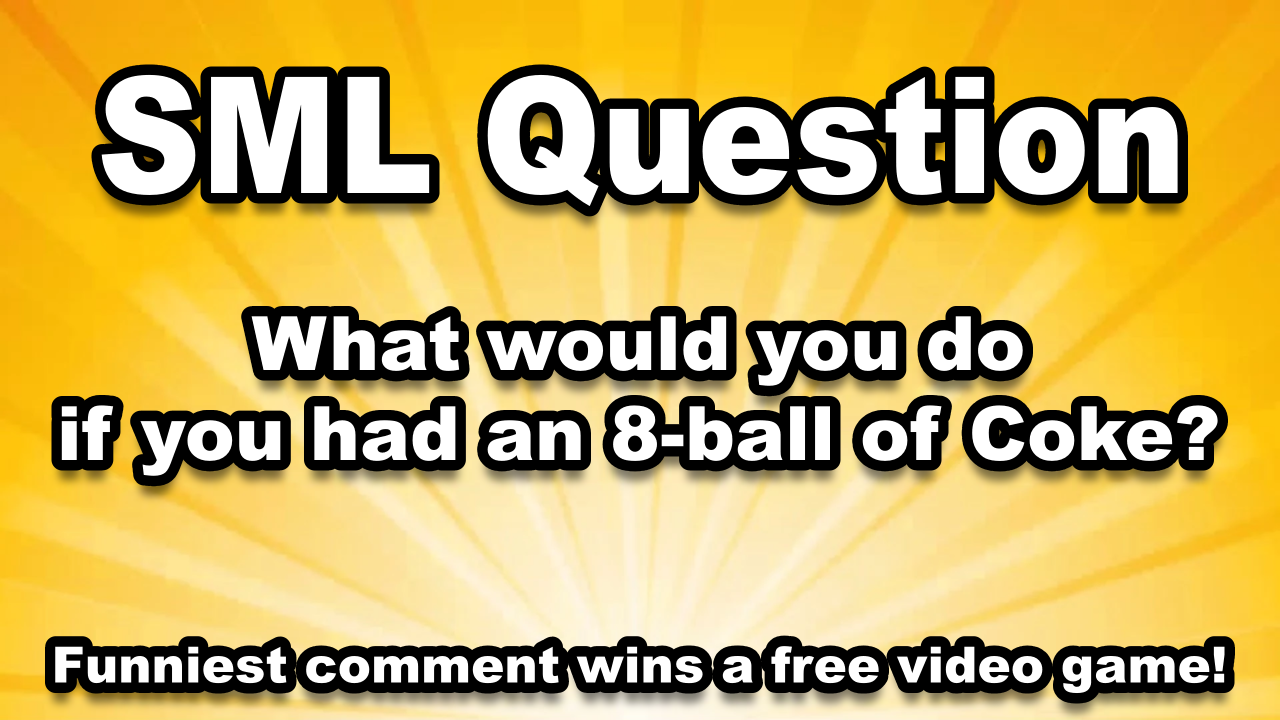 SML Question
What would you do
if you had an 8-ball of Coke?
Funniest comment wins a free video game!